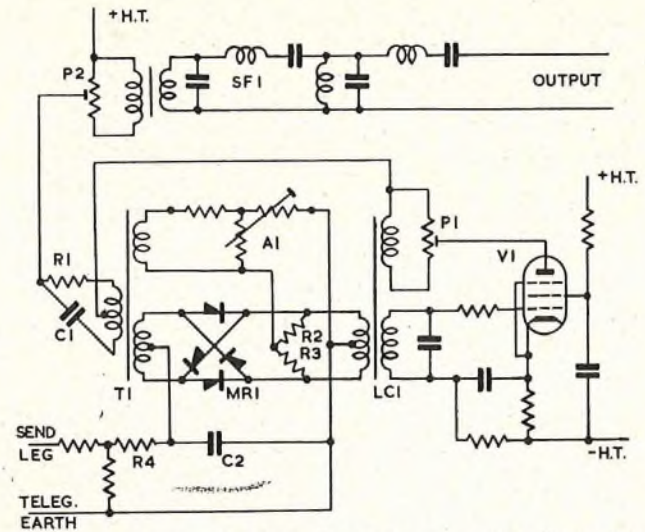 +H.T.
P2
SF1
OUTPUT
+H.T.
P1
V1
A1
R1
C1
R2
R3
T1
MR1
LC1
SEND
LEG
R4
C2
-H.T.
TELEG.
EARTH